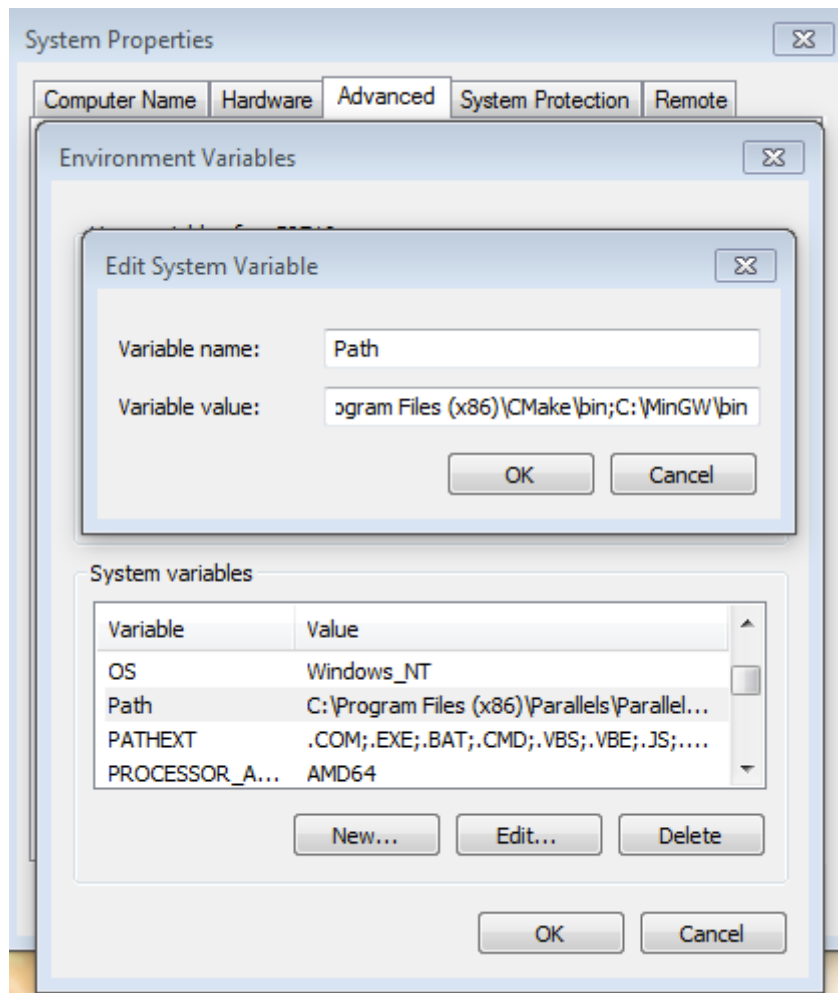 System Properties
Computer Name Hardware Advanced System Protection Remote
Environment Variables
Edit System Variable
Variable name: Path
Variable value: ogram Files (x86)\CMake\bin;C:\MinGW\bin
OK Cancel
System variables
Variable Value
OS Windows_NT
Path C:\Program Files (x86)\Parallels\Parallel...
PATHEXT .COM;.EXE;.BAT;.CMD;.VBS;.VBE;.JS;....
PROCESSOR_A... AMD64
New... Edit... Delete
OK Cancel